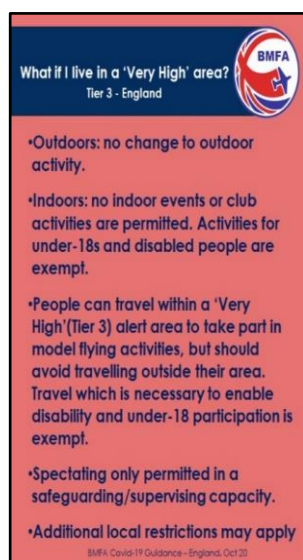 BMFA
What if I live in a 'Very High' area?
Tier 3 - England
•Outdoors: no change to outdoor
activity.
•Indoors: no indoor events or club
activities are permitted. Activities for
under-18s and disabled people are
exempt.
•People can travel within a 'Very
High'(Tier 3) alert area to take part in
model flying activities, but should
avoid travelling outside their area.
Travel which is necessary to enable
disability and under-18 participation is
exempt.
•Spectating only permitted in a
safeguarding/supervising capacity.
•Additional local restrictions may apply
BMFA Covid-19 Guidance - England, Oct 20